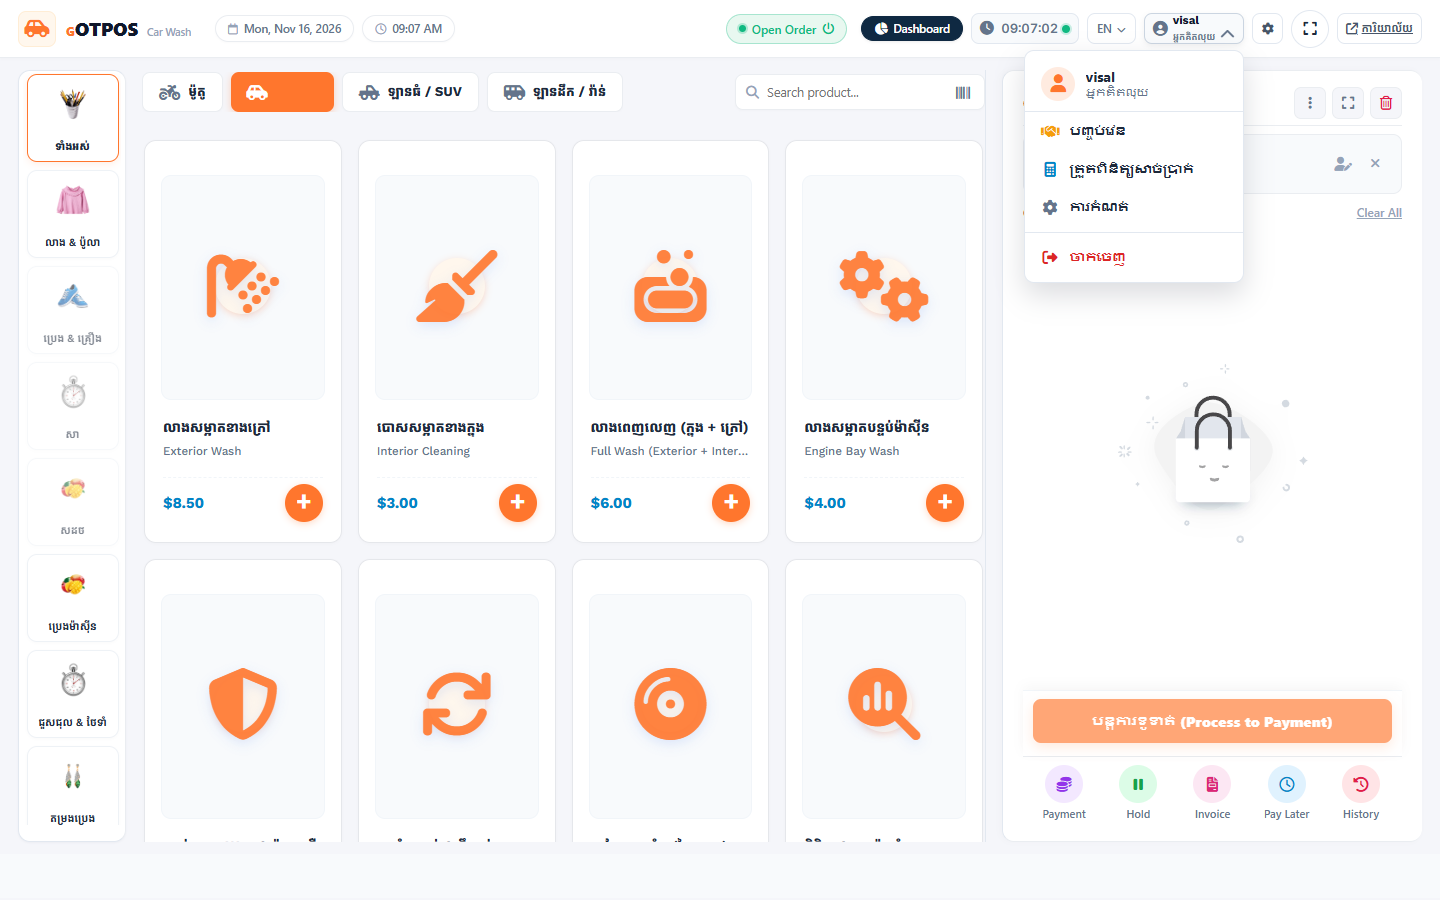 GOTPOS Car Wash
Mon, Nov 16, 2026
09:07 AM
Open Order
Dashboard
09:07:02
EN
visal
អ្នកគិតលុយ
ការិយាល័យ
ទាំងអស់
លាង & ប៉ូលា
ប្រេង & គ្រឿង
សា
សដច
ប្រេងម៉ាស៊ីន
ជួសជុល & ថែទាំ
តម្រងប្រេង
ម៉ូតូ
ឡានធំ / SUV
ឡានដឹក / វ៉ាន់
Search product...
លាងសម្អាតខាងក្រៅ
Exterior Wash
$8.50
បោសសម្អាតខាងក្នុង
Interior Cleaning
$3.00
លាងពេញលេញ (ក្នុង + ក្រៅ)
Full Wash (Exterior + Inter...
$6.00
លាងសម្អាតបន្ទប់ម៉ាស៊ីន
Engine Bay Wash
$4.00
visal
អ្នកគិតលុយ
បញ្ចប់វេន
ត្រួតពិនិត្យសាច់ប្រាក់
ការកំណត់
ចាកចេញ
Clear All
បន្តការទូទាត់ (Process to Payment)
Payment
Hold
Invoice
Pay Later
History